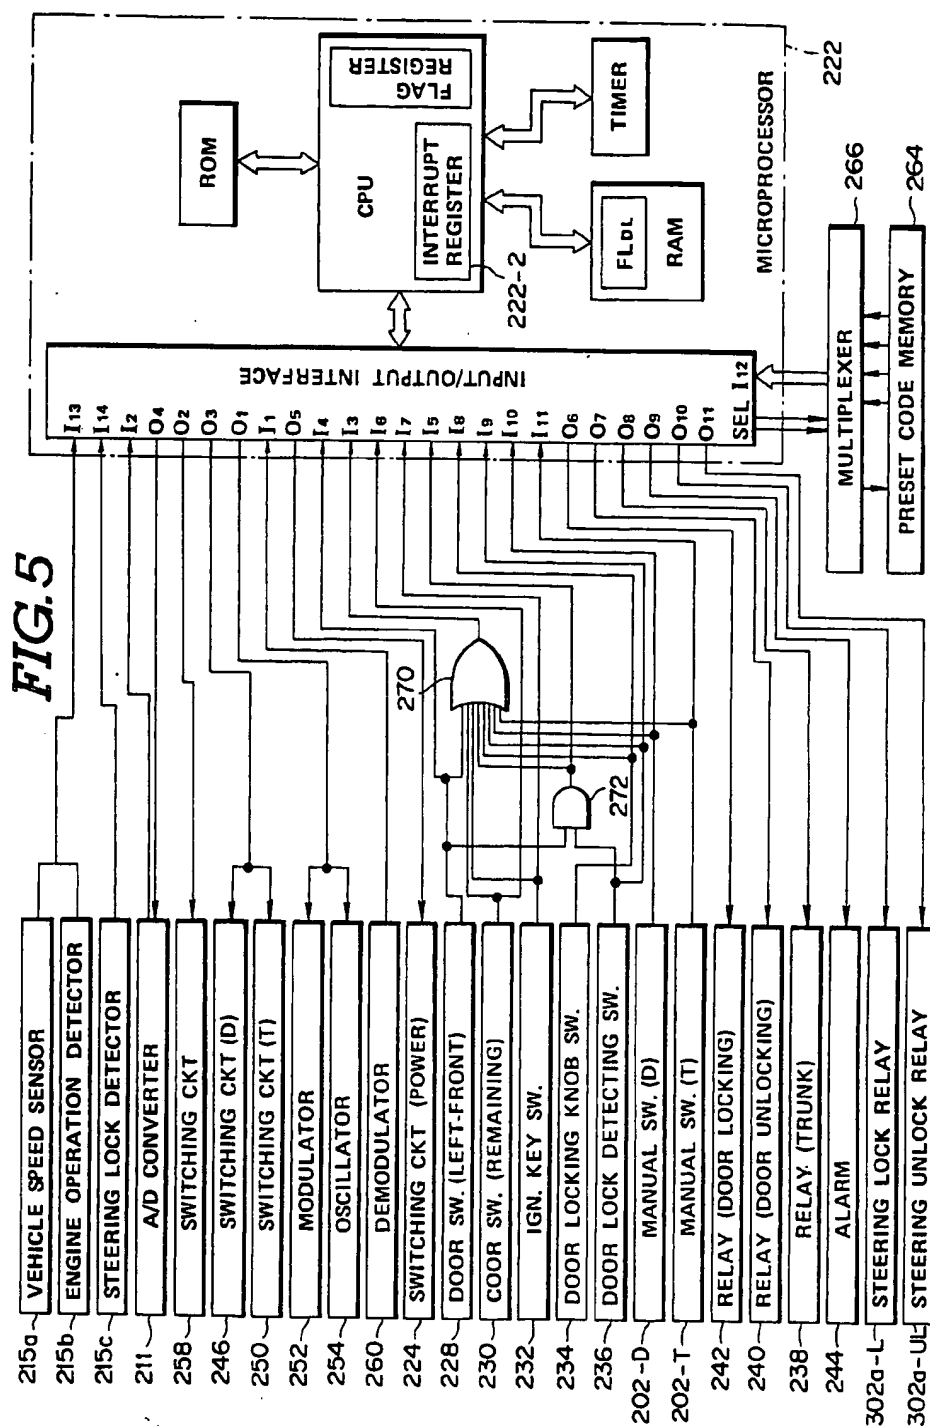 FIG. 5
215a
VEHICLE SPEED SENSOR
215b
ENGINE OPERATION DETECTOR
215c
STEERING LOCK DETECTOR
211
A/D CONVERTER
258
SWITCHING CKT
246
SWITCHING CKT (D)
250
SWITCHING CKT (T)
252
MODULATOR
254
OSCILLATOR
260
DEMODULATOR
224
SWITCHING CKT (POWER)
228
DOOR SW. (LEFT-FRONT)
230
COOR SW. (REMAINING)
232
IGN. KEY SW.
234
DOOR LOCKING KNOB SW.
236
DOOR LOCK DETECTING SW.
202-D
MANUAL SW. (D)
202-T
MANUAL SW. (T)
242
RELAY (DOOR LOCKING)
240
RELAY (DOOR UNLOCKING)
238
RELAY (TRUNK)
244
ALARM
302a-L
STEERING LOCK RELAY
302a-UL
STEERING UNLOCK RELAY
270
272
I13
I14
I2
O4
O2
O3
O1
I1
O5
I4
I3
I6
I7
I5
I8
I9
I10
I11
O6
O7
O8
O9
O10
O11
SEL I12
INPUT/OUTPUT INTERFACE
ROM
CPU
FLAG
REGISTER
INTERRUPT
REGISTER
222-2
FLDL
RAM
TIMER
MICROPROCESSOR
222
MULTIPLEXER
266
PRESET CODE MEMORY
264